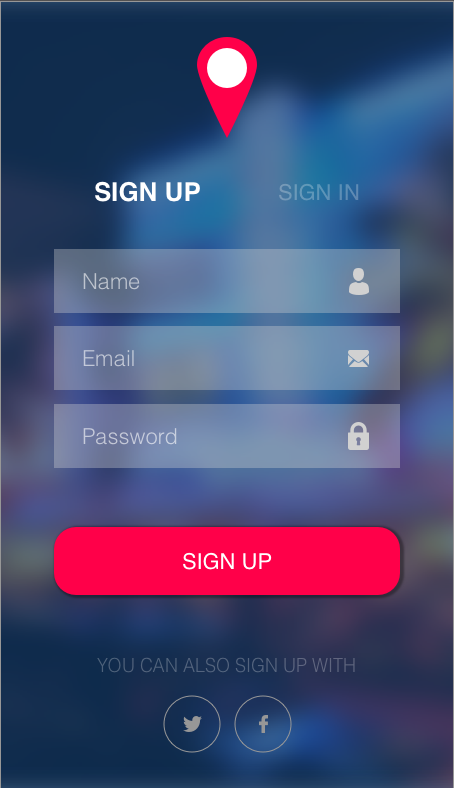 SIGN UP SIGN IN
Name
Email
Password
SIGN UP
YOU CAN ALSO SIGN UP WITH